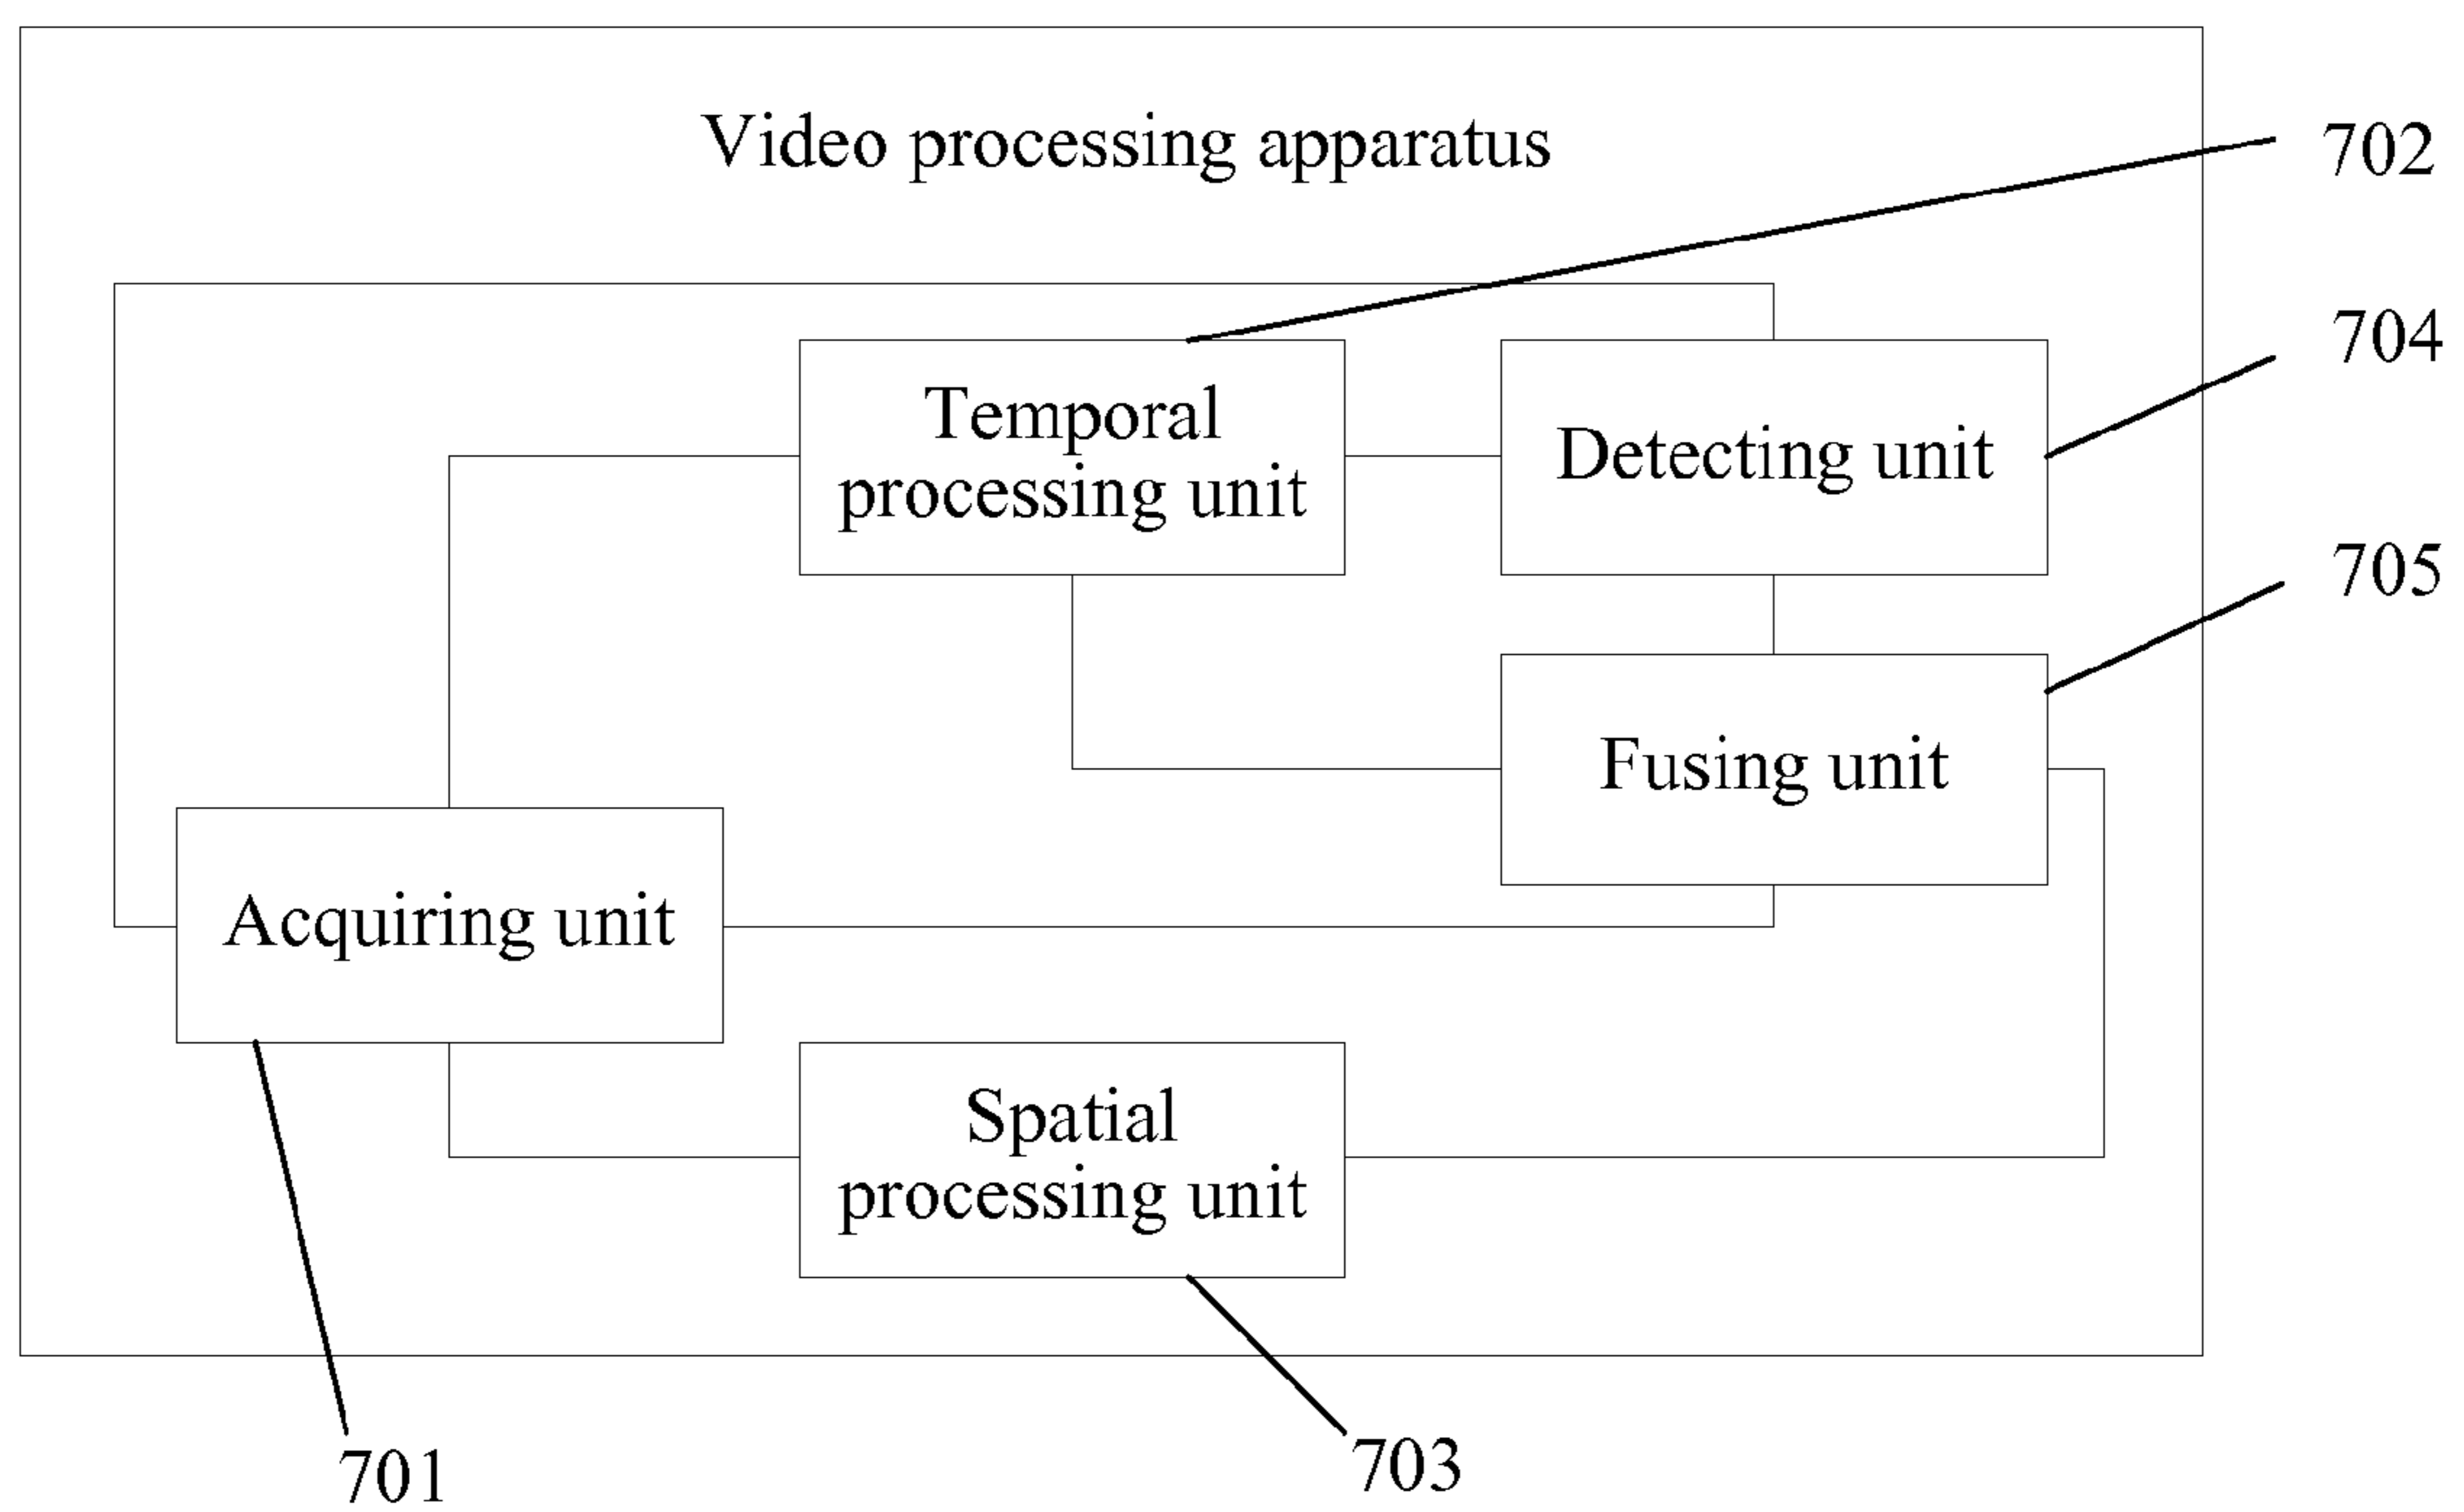 Video processing apparatus
702
704
Temporal
processing unit
Detecting unit
705
Fusing unit
Acquiring unit
Spatial
processing unit
701
703